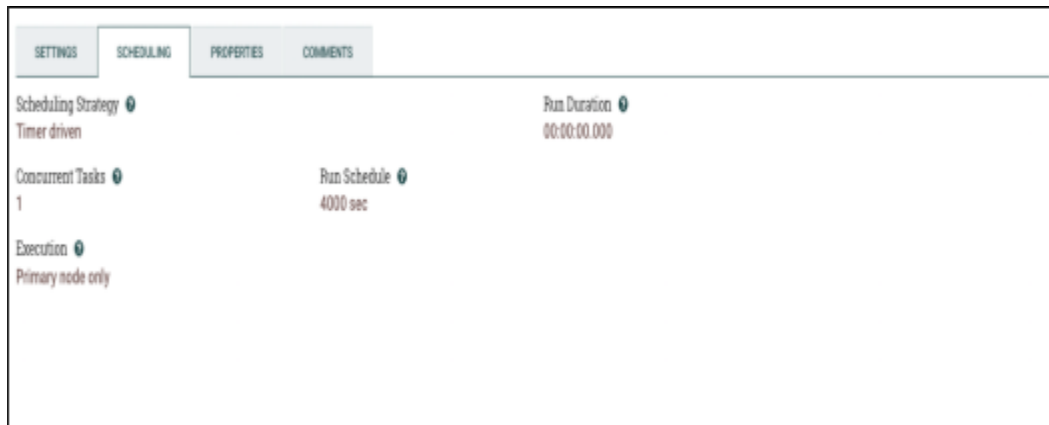 SETTINGS SCHEDULING PROPERTIES COMMENTS
Scheduling Strategy Run Duration
Timer driven 00:00:00.000
Concurrent Tasks Run Schedule
1 4000 sec
Execution
Primary node only